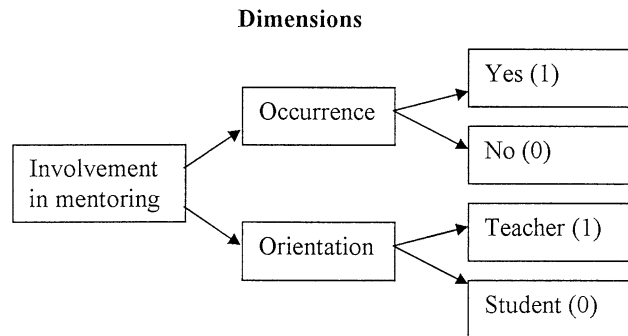 Dimensions
Yes (1)
Occurrence
No (0)
Involvement
in mentoring
Teacher (1)
Orientation
Student (0)